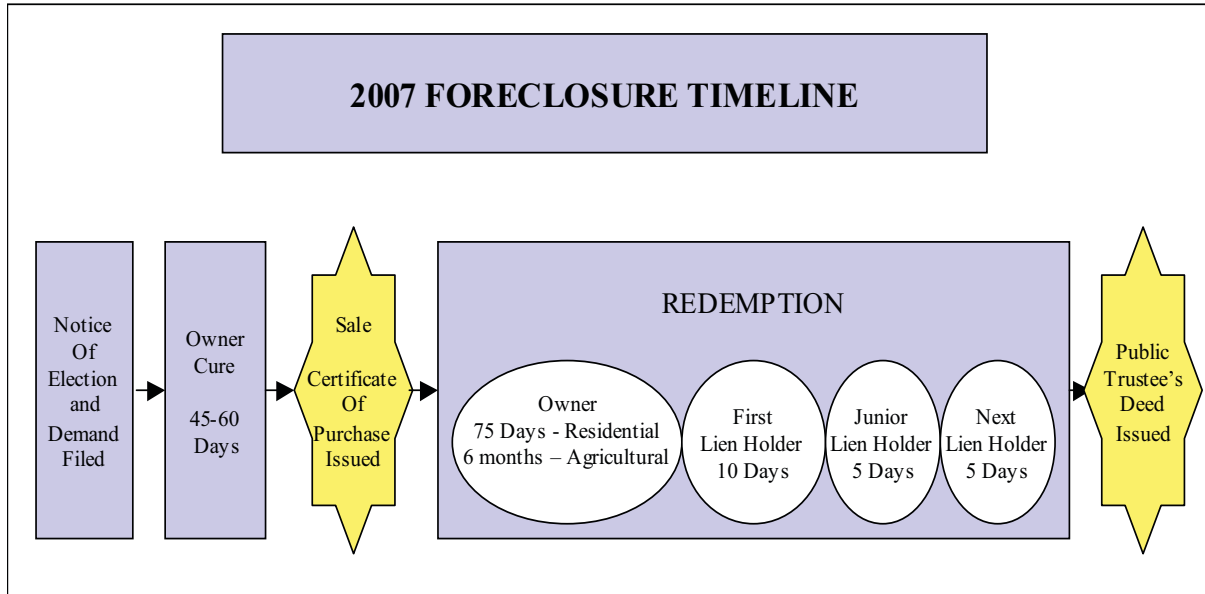 2007 FORECLOSURE TIMELINE
Notice
Of
Election
and
Demand
Filed
Owner
Cure
45-60
Days
Sale
Certificate
Of
Purchase
Issued
REDEMPTION
Owner
75 Days - Residential
6 months – Agricultural
First
Lien Holder
10 Days
Junior
Lien Holder
5 Days
Next
Lien Holder
5 Days
Public
Trustee's
Deed
Issued